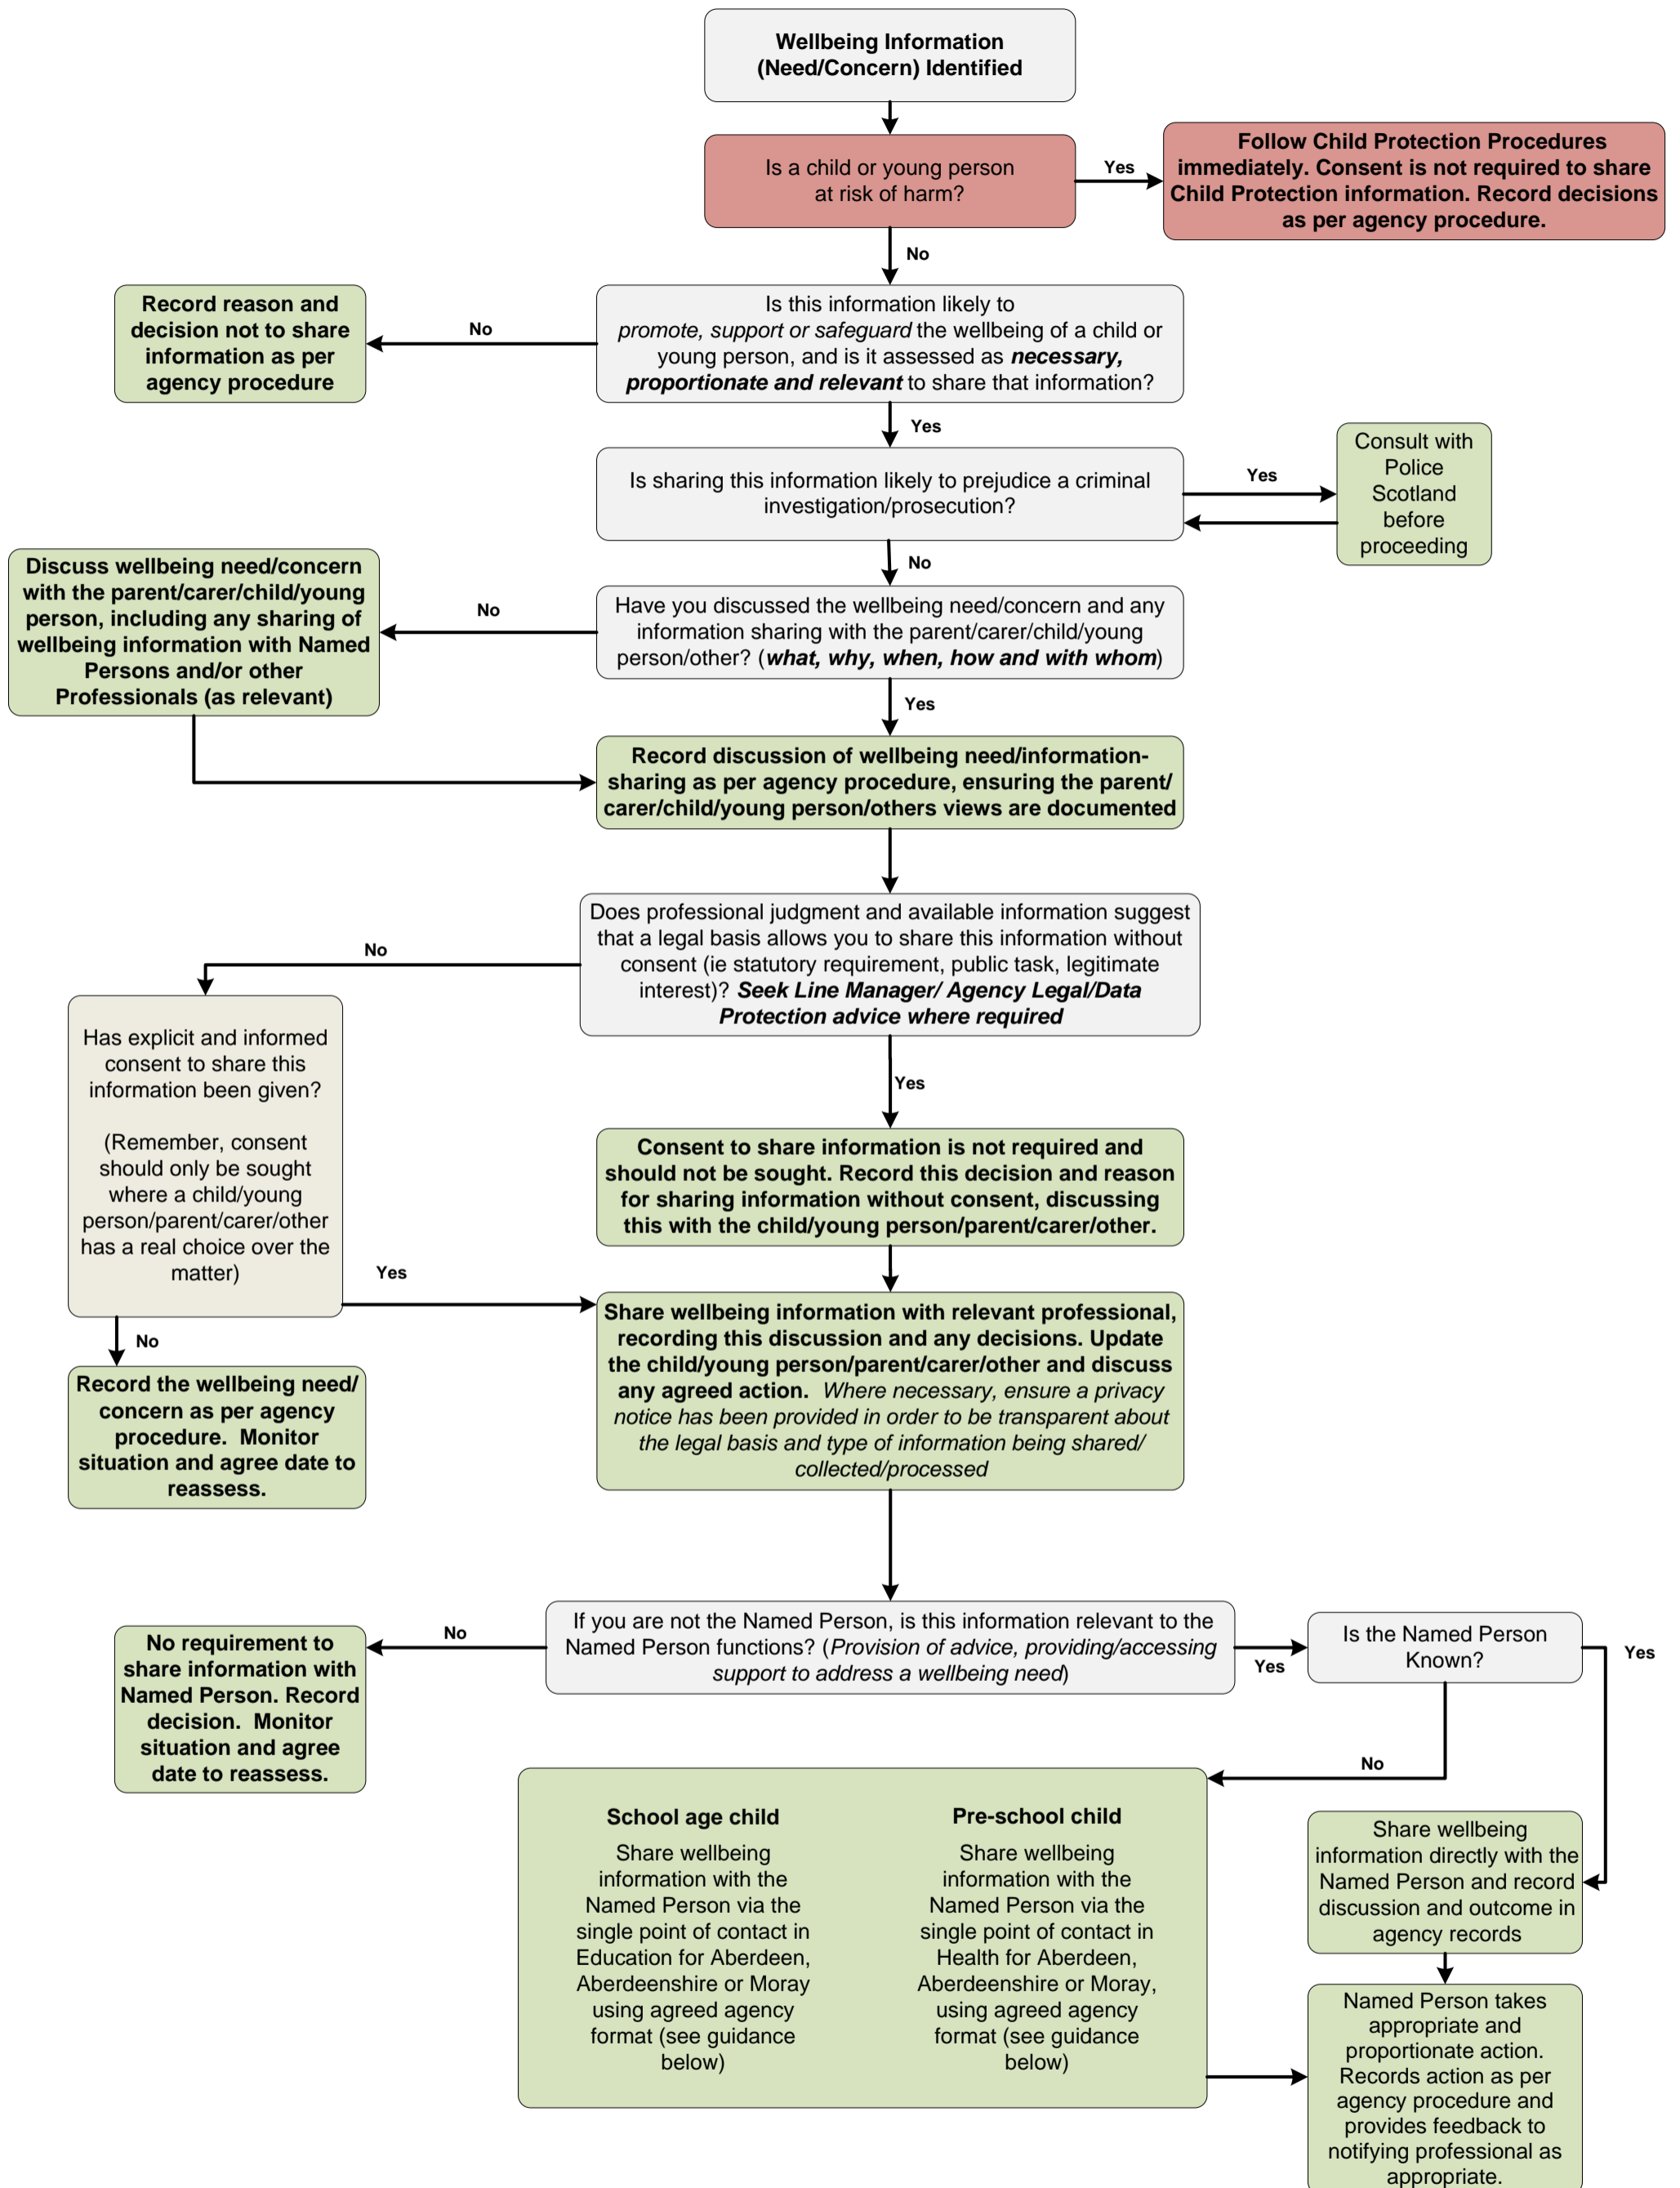 Wellbeing Information
(Need/Concern) Identified
Is a child or young person
at risk of harm?
Yes
Follow Child Protection Procedures
immediately. Consent is not required to share
Child Protection information. Record decisions
as per agency procedure.
No
Is this information likely to
promote, support or safeguard the wellbeing of a child or
young person, and is it assessed as necessary,
proportionate and relevant to share that information?
No
Record reason and
decision not to share
information as per
agency procedure
Yes
Is sharing this information likely to prejudice a criminal
investigation/prosecution?
Yes
Consult with
Police
Scotland
before
proceeding
No
Have you discussed the wellbeing need/concern and any
information sharing with the parent/carer/child/young
person/other? (what, why, when, how and with whom)
No
Discuss wellbeing need/concern
with the parent/carer/child/young
person, including any sharing of
wellbeing information with Named
Persons and/or other
Professionals (as relevant)
Yes
Record discussion of wellbeing need/information-
sharing as per agency procedure, ensuring the parent/
carer/child/young person/others views are documented
Does professional judgment and available information suggest
that a legal basis allows you to share this information without
consent (ie statutory requirement, public task, legitimate
interest)? Seek Line Manager/ Agency Legal/Data
Protection advice where required
No
Has explicit and informed
consent to share this
information been given?
(Remember, consent
should only be sought
where a child/young
person/parent/carer/other
has a real choice over the
matter)
Yes
Consent to share information is not required and
should not be sought. Record this decision and reason
for sharing information without consent, discussing
this with the child/young person/parent/carer/other.
Yes
Share wellbeing information with relevant professional,
recording this discussion and any decisions. Update
the child/young person/parent/carer/other and discuss
any agreed action. Where necessary, ensure a privacy
notice has been provided in order to be transparent about
the legal basis and type of information being shared/
collected/processed
No
Record the wellbeing need/
concern as per agency
procedure. Monitor
situation and agree date to
reassess.
If you are not the Named Person, is this information relevant to the
Named Person functions? (Provision of advice, providing/accessing
support to address a wellbeing need)
No
No requirement to
share information with
Named Person. Record
decision. Monitor
situation and agree
date to reassess.
Yes
Is the Named Person
Known?
Yes
No
School age child
Share wellbeing
information with the
Named Person via the
single point of contact in
Education for Aberdeen,
Aberdeenshire or Moray
using agreed agency
format (see guidance
below)
Pre-school child
Share wellbeing
information with the
Named Person via the
single point of contact in
Health for Aberdeen,
Aberdeenshire or Moray,
using agreed agency
format (see guidance
below)
Share wellbeing
information directly with the
Named Person and record
discussion and outcome in
agency records
Named Person takes
appropriate and
proportionate action.
Records action as per
agency procedure and
provides feedback to
notifying professional as
appropriate.